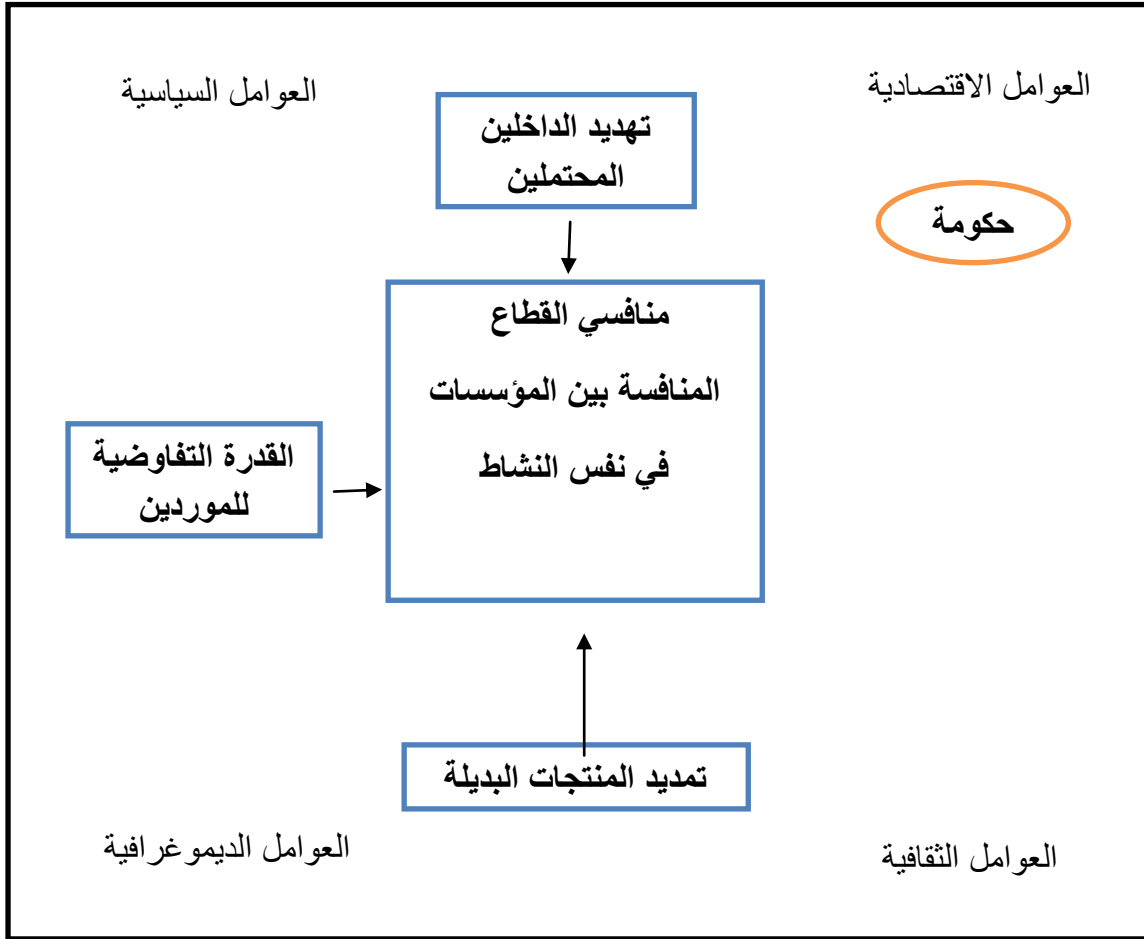 العوامل الاقتصادية
العوامل السياسية
تهديد الداخلين
المحتملين
حكومة
منافسي القطاع
المنافسة بين المؤسسات
في نفس النشاط
القدرة التفاوضية
للموردين
تمديد المنتجات البديلة
العوامل الثقافية
العوامل الديموغرافية